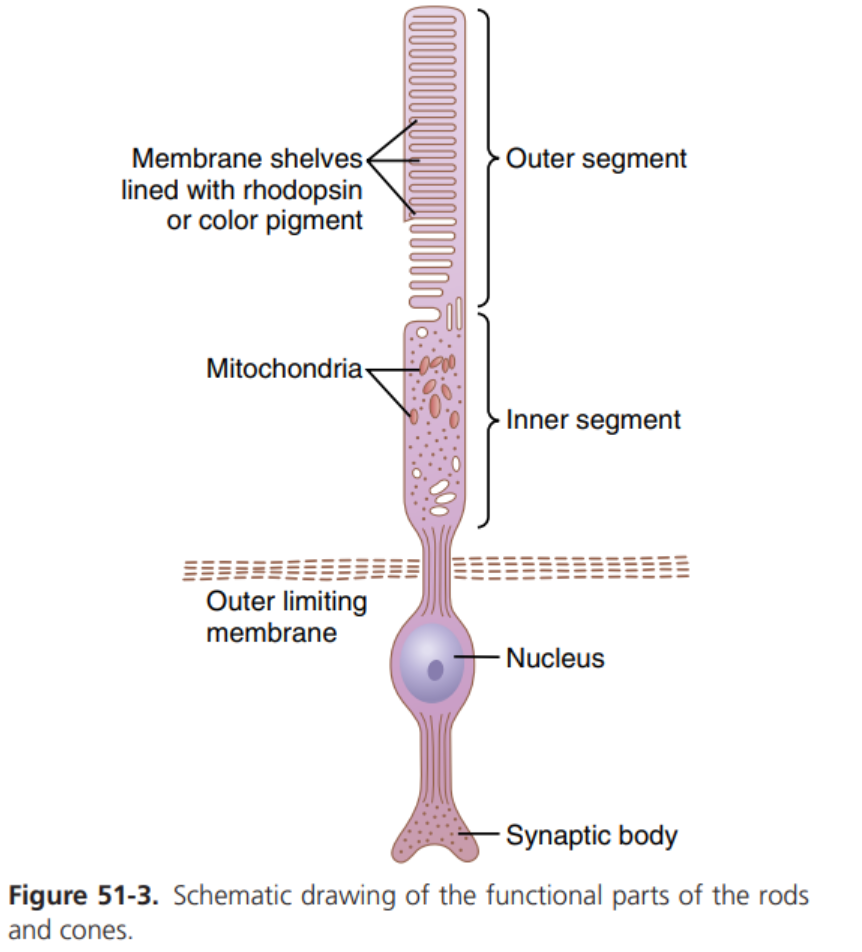 Membrane shelves
lined with rhodopsin
or color pigment
Outer segment
Mitochondria
Inner segment
Outer limiting
membrane
Nucleus
Synaptic body
Figure 51-3. Schematic drawing of the functional parts of the rods
and cones.